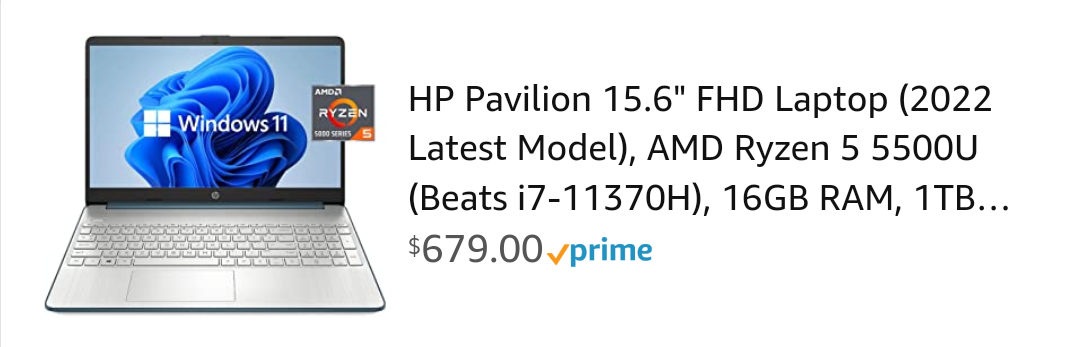 Windows 11
AMD
RYZEN
5000 SERIES 5
hp
HP Pavilion 15.6" FHD Laptop (2022
Latest Model), AMD Ryzen 5 5500U
(Beats i7-11370H), 16GB RAM, 1TB…
$679.00 prime